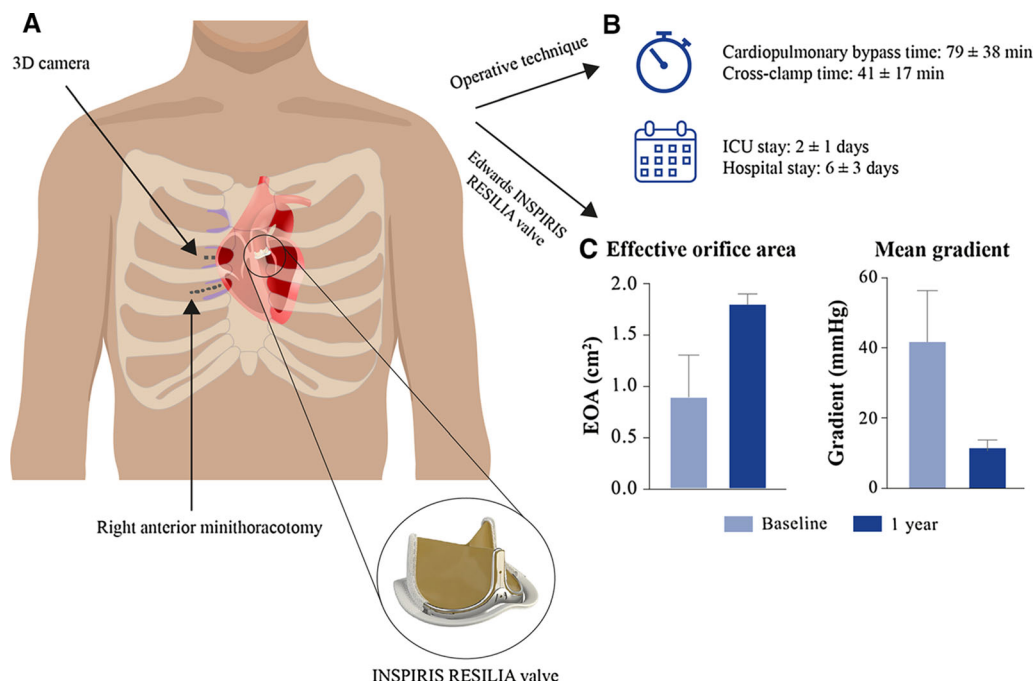 A
3D camera
Right anterior minithoracotomy
INSPIRIS RESILIA valve
Operative technique
Edwards INSPIRIS
RESILIA valve
B
Cardiopulmonary bypass time: 79 ± 38 min
Cross-clamp time: 41 ± 17 min
ICU stay: 2 ± 1 days
Hospital stay: 6 ± 3 days
C
Effective orifice area
EOA (cm²)
2.0
1.5
1.0
0.5
0.0
Mean gradient
Gradient (mmHg)
60
40
20
0
Baseline
1 year